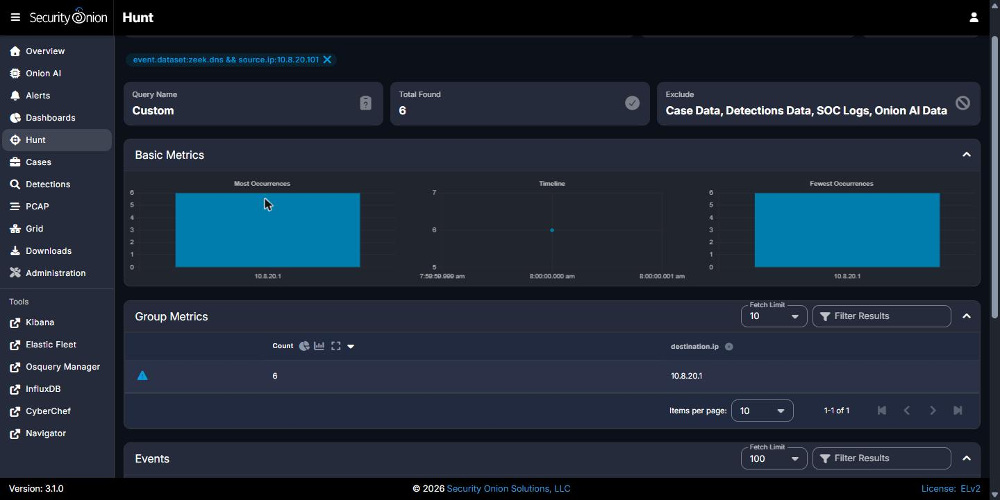 Security Onion
Hunt
Overview
Onion AI
Alerts
Dashboards
Hunt
Cases
Detections
PCAP
Grid
Downloads
Administration
Tools
Kibana
Elastic Fleet
Osquery Manager
InfluxDB
CyberChef
Navigator
event.dataset:zeek.dns && source.ip:10.8.20.101
Query Name
Custom
Total Found
6
Exclude
Case Data, Detections Data, SOC Logs, Onion AI Data
Basic Metrics
Most Occurrences
6
5
4
3
2
1
0
10.8.20.1
Timeline
7
6
5
7:59:59.999 am
8:00:00.000 am
8:00:00.001 am
Fewest Occurrences
6
5
4
3
2
1
0
10.8.20.1
Group Metrics
Fetch Limit
10
Filter Results
Count
destination.ip
6
10.8.20.1
Items per page:
10
1-1 of 1
Events
Fetch Limit
100
Filter Results
Version: 3.1.0
© 2026 Security Onion Solutions, LLC
License: ELv2